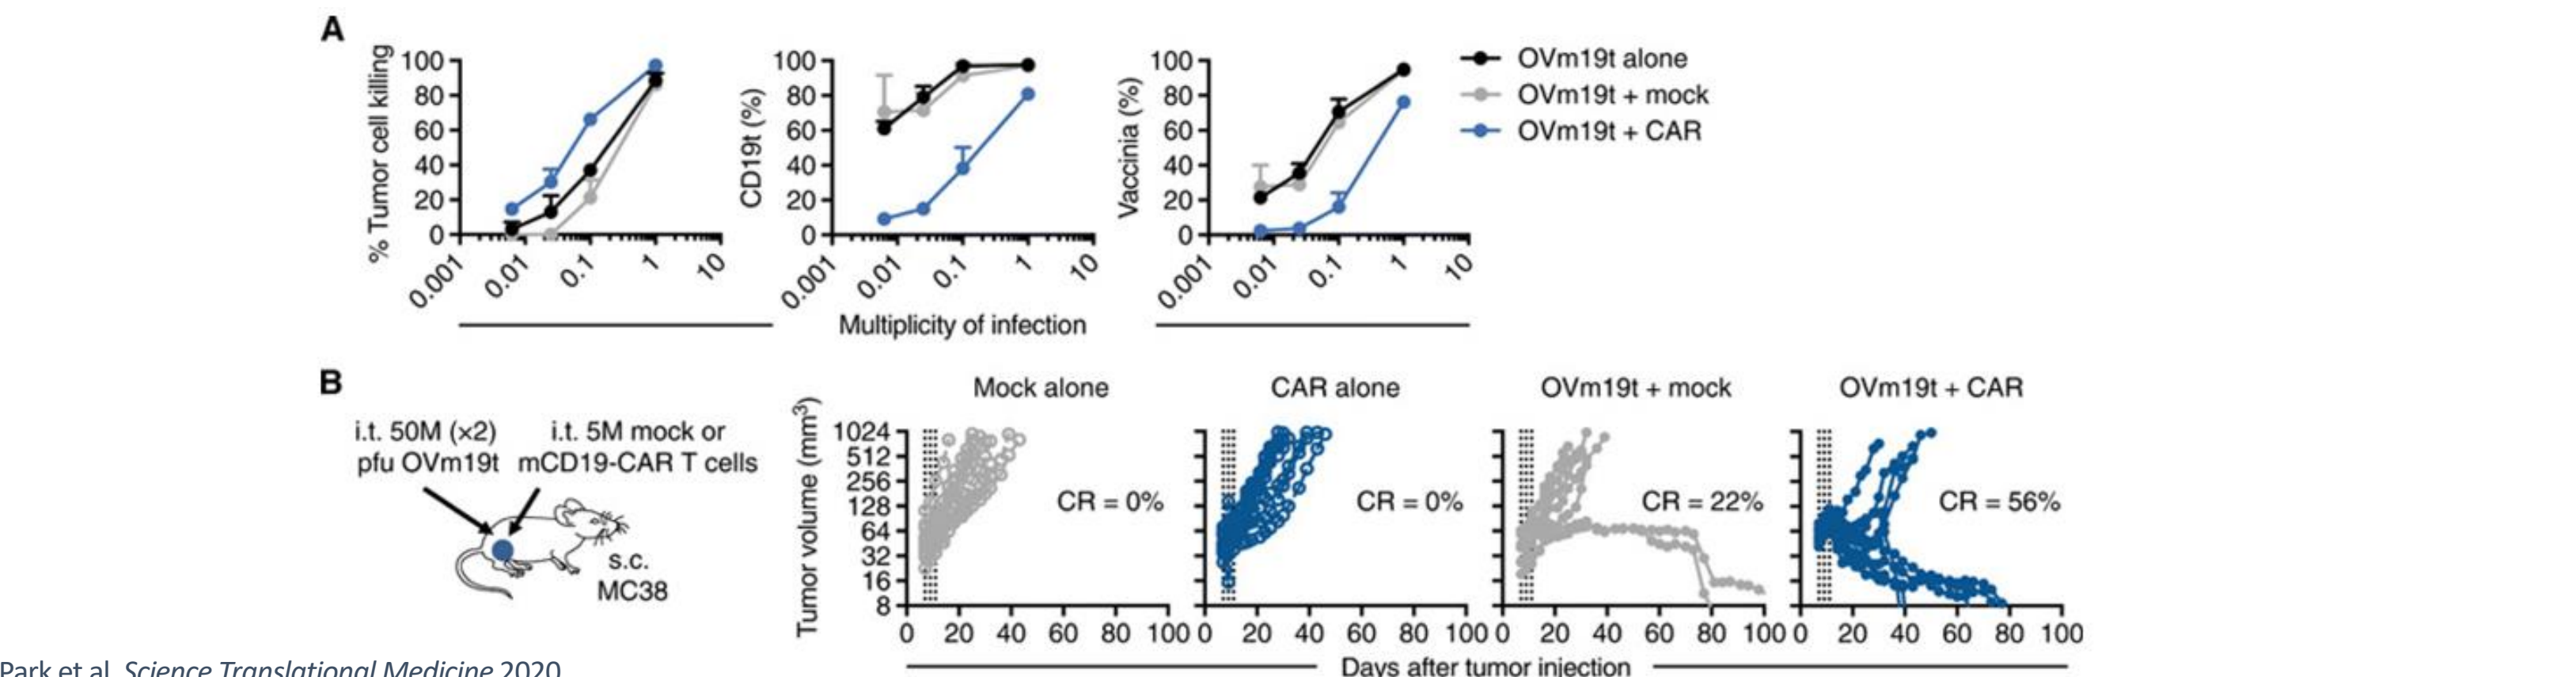 A
% Tumor cell killing
100
80
60
40
20
0
0.001 0.01 0.1 1 10
CD19t (%)
100
80
60
40
20
0
0.001 0.01 0.1 1 10
Vaccinia (%)
100
80
60
40
20
0
0.001 0.01 0.1 1 10
OVm19t alone
OVm19t + mock
OVm19t + CAR
Multiplicity of infection
B
i.t. 50M (×2)
pfu OVm19t
i.t. 5M mock or
mCD19-CAR T cells
s.c.
MC38
Tumor volume (mm³)
1024
512
256
128
64
32
16
8
Mock alone
CR = 0%
0 20 40 60 80 100
CAR alone
CR = 0%
0 20 40 60 80 100
OVm19t + mock
CR = 22%
0 20 40 60 80 100
OVm19t + CAR
CR = 56%
0 20 40 60 80 100
Days after tumor injection
Park et al. Science Translational Medicine 2020